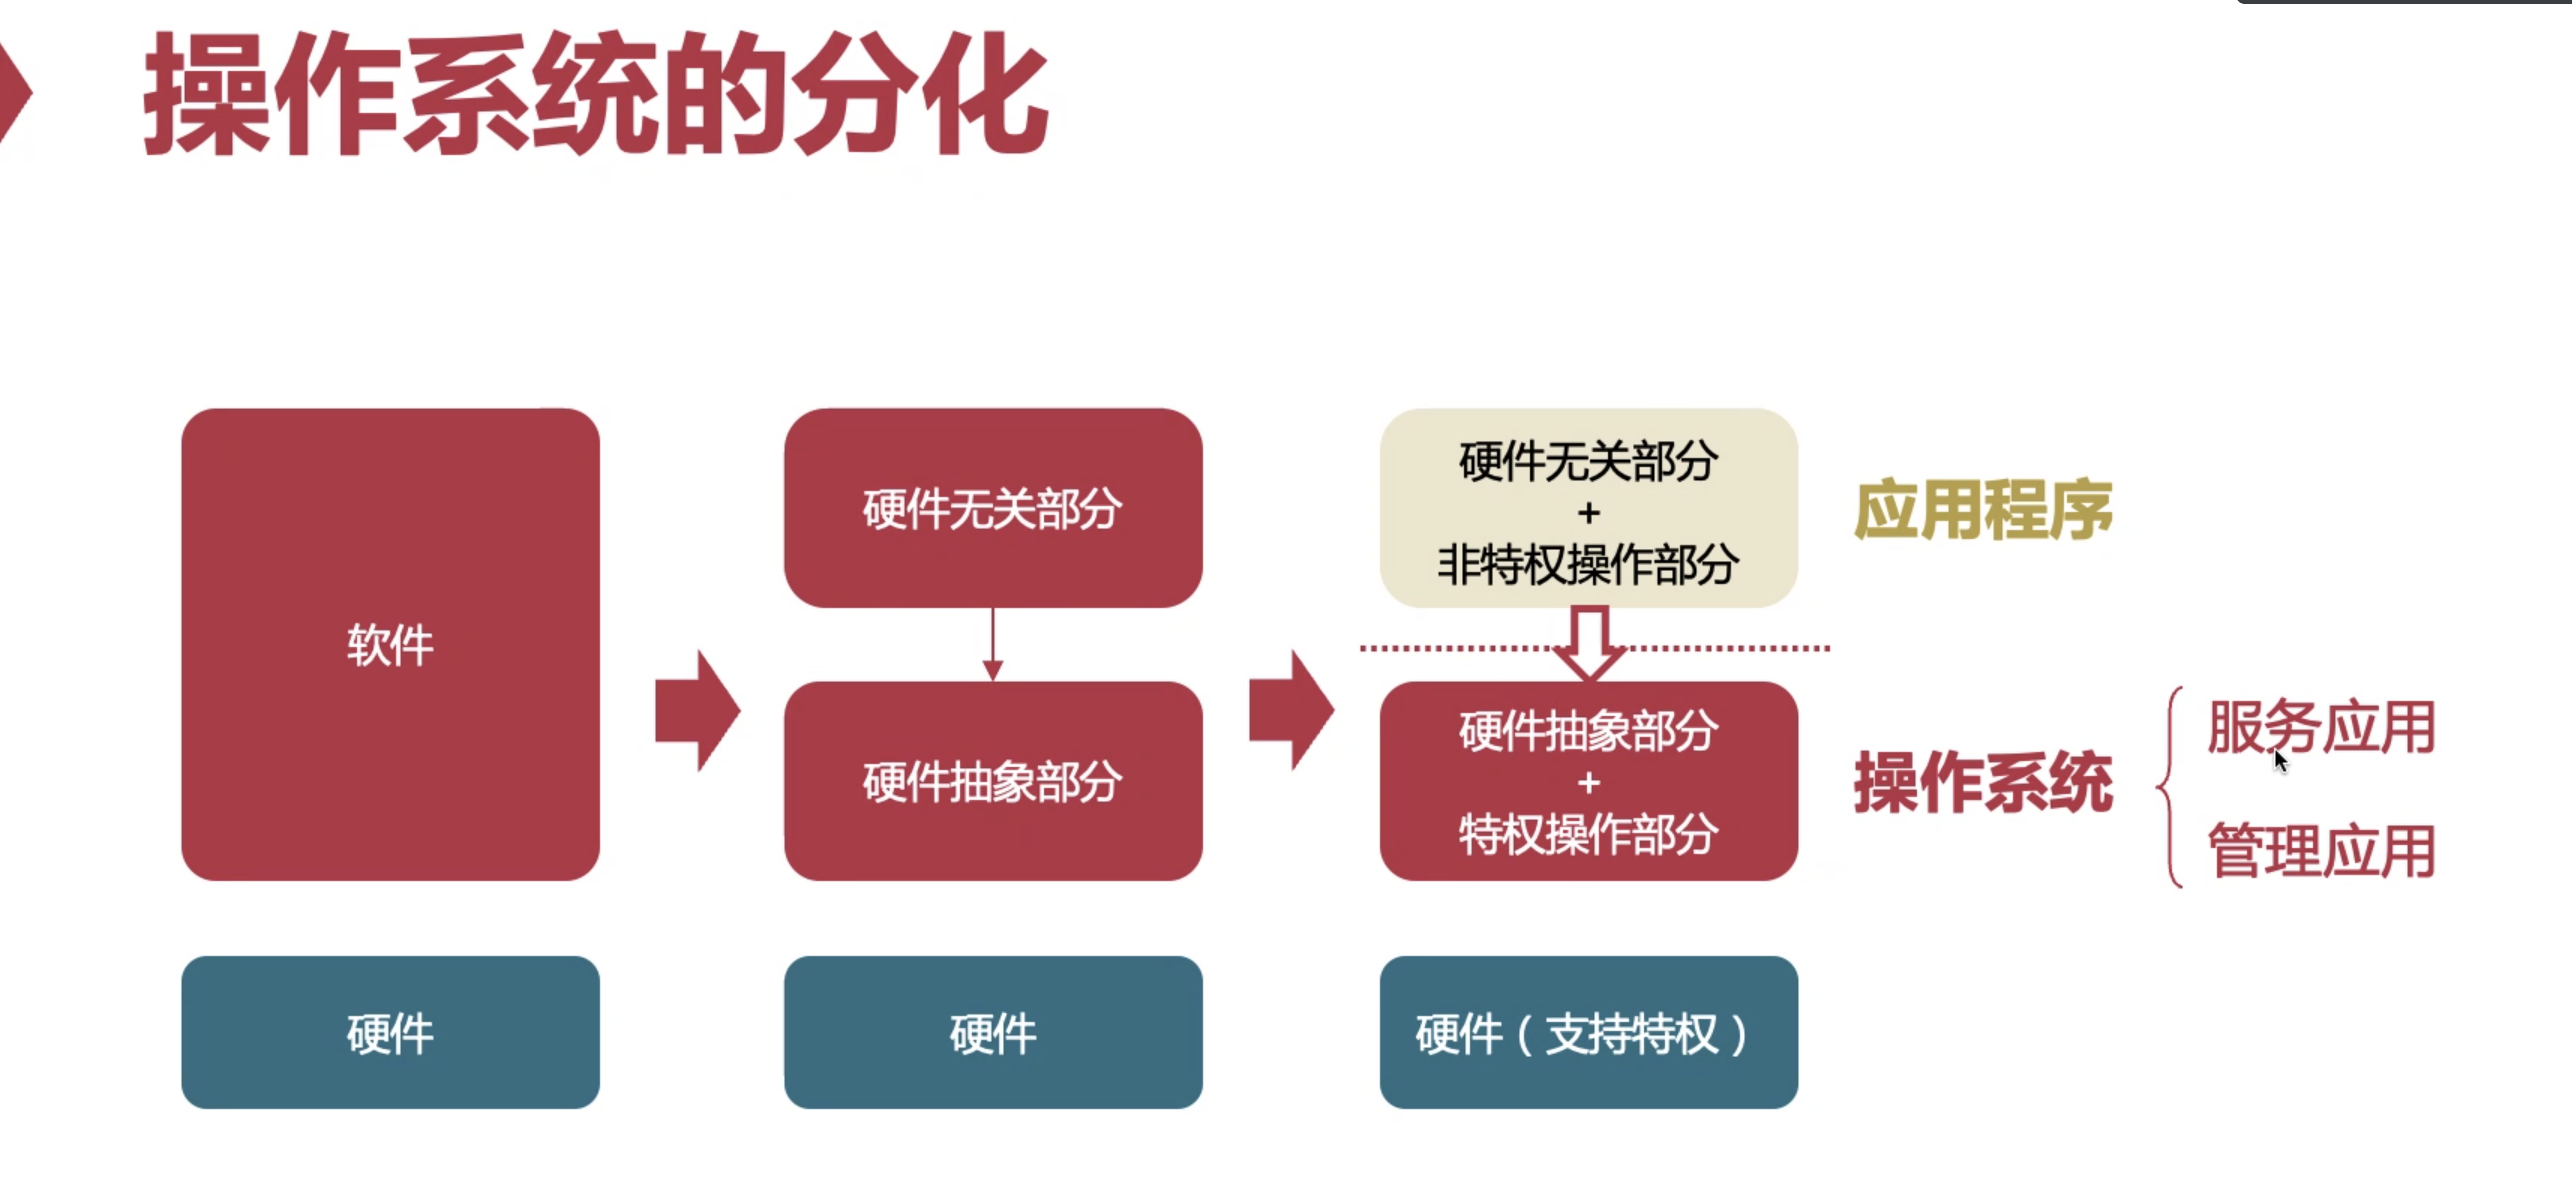 操作系统的分化
软件
硬件
硬件无关部分
硬件抽象部分
硬件
硬件无关部分
+
非特权操作部分
硬件抽象部分
+
特权操作部分
硬件（支持特权）
应用程序
操作系统
服务应用
管理应用